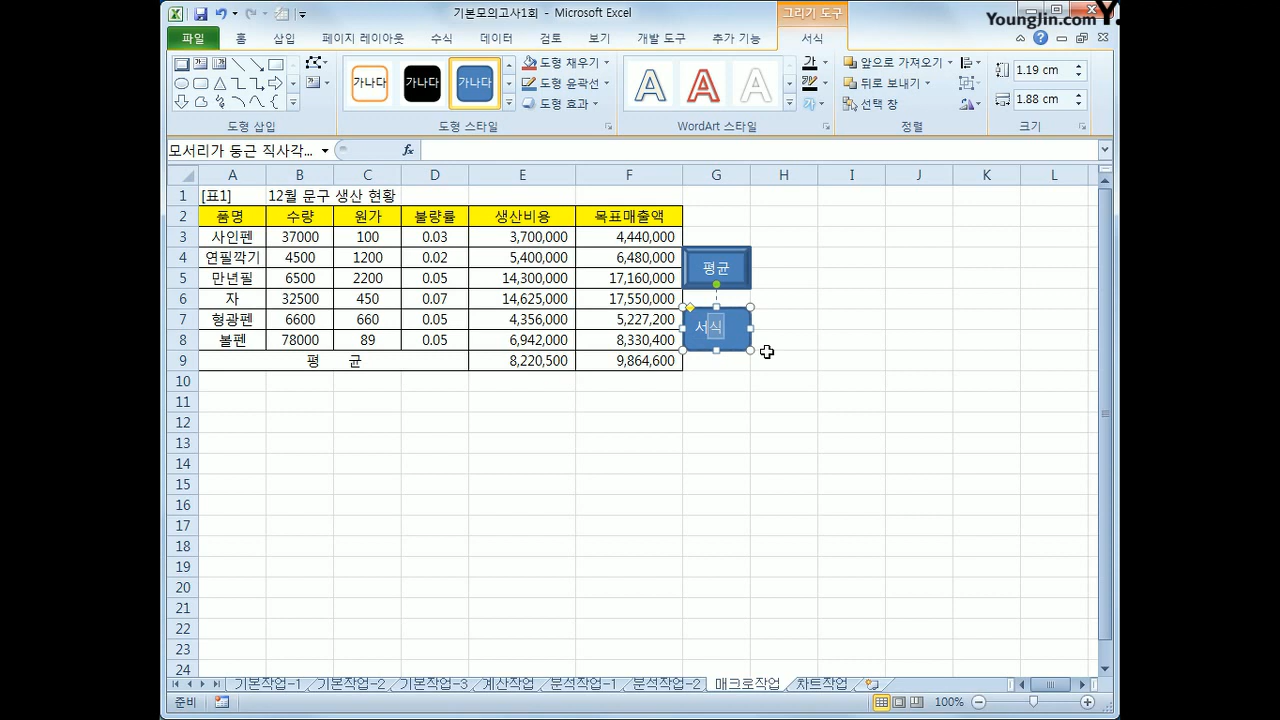 기본모의고사1회 - Microsoft Excel
그리기 도구
YoungJin.com Y.
파일 홈 삽입 페이지 레이아웃 수식 데이터 검토 보기 개발 도구 추가 기능 서식
가나다 가나다 가나다
도형 채우기
도형 윤곽선
도형 효과
가
가
앞으로 가져오기
뒤로 보내기
선택 창
1.19 cm
1.88 cm
도형 삽입 도형 스타일 WordArt 스타일 정렬 크기
모서리가 둥근 직사각... fx
A B C D E F G H I J K L
1 [표1] 12월 문구 생산 현황
2 품명 수량 원가 불량률 생산비용 목표매출액
3 사인펜 37000 100 0.03 3,700,000 4,440,000
4 연필깍기 4500 1200 0.02 5,400,000 6,480,000
5 만년필 6500 2200 0.05 14,300,000 17,160,000
6 자 32500 450 0.07 14,625,000 17,550,000
7 형광펜 6600 660 0.05 4,356,000 5,227,200
8 볼펜 78000 89 0.05 6,942,000 8,330,400
9 평 균 8,220,500 9,864,600
평균
서식
10
11
12
13
14
15
16
17
18
19
20
21
22
23
24
기본작업-1 기본작업-2 기본작업-3 계산작업 분석작업-1 분석작업-2 매크로작업 차트작업
준비 100%